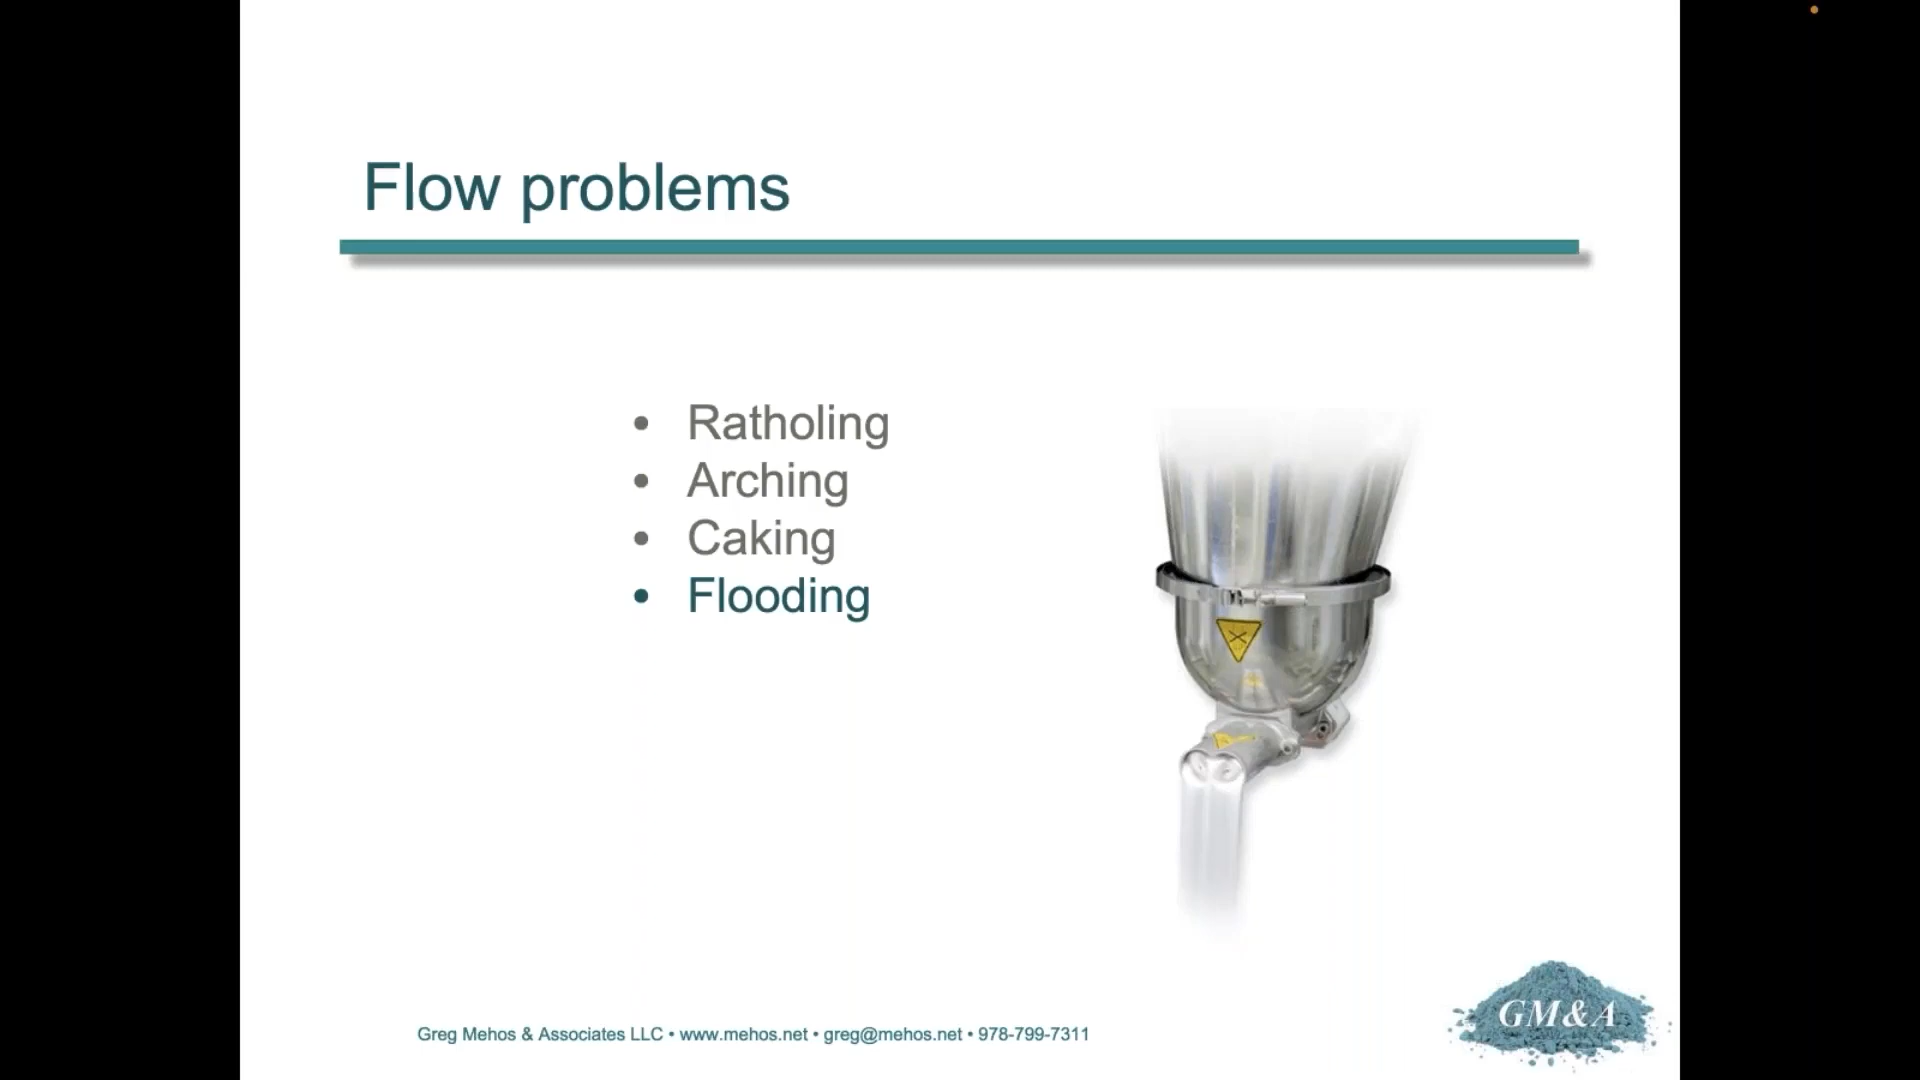 Flow problems
• Ratholing
• Arching
• Caking
• Flooding
Greg Mehos & Associates LLC • www.mehos.net • greg@mehos.net • 978-799-7311
GM&A